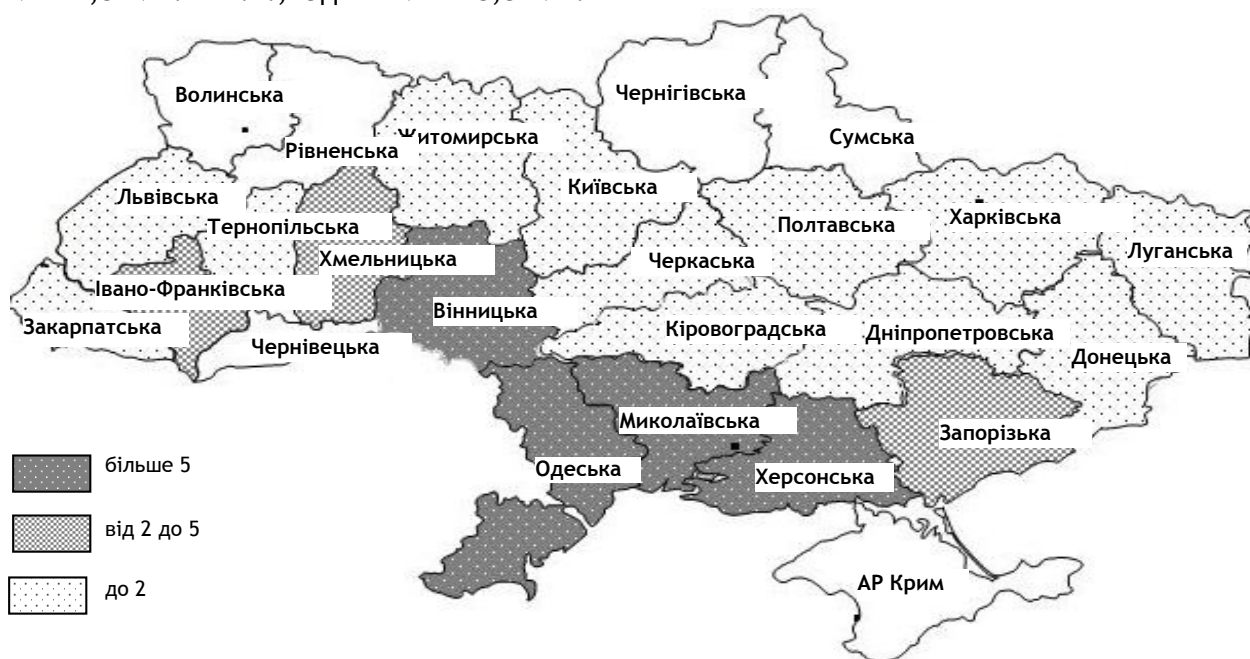 Волинська
Рівненська
Житомирська
Чернігівська
Сумська
Львівська
Тернопільська
Київська
Полтавська
Харківська
Луганська
Хмельницька
Черкаська
Івано-Франківська
Вінницька
Закарпатська
Чернівецька
Кіровоградська
Дніпропетровська
Донецька
Миколаївська
Запорізька
Одеська
Херсонська
АР Крим
більше 5
від 2 до 5
до 2